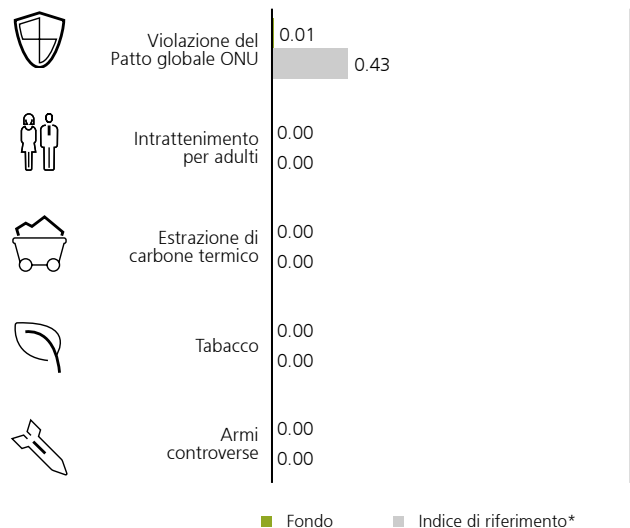 Violazione del
Patto globale ONU
0.01
0.43
Intrattenimento
per adulti
0.00
0.00
Estrazione di
carbone termico
0.00
0.00
Tabacco
0.00
0.00
Armi
controverse
0.00
0.00
Fondo Indice di riferimento*